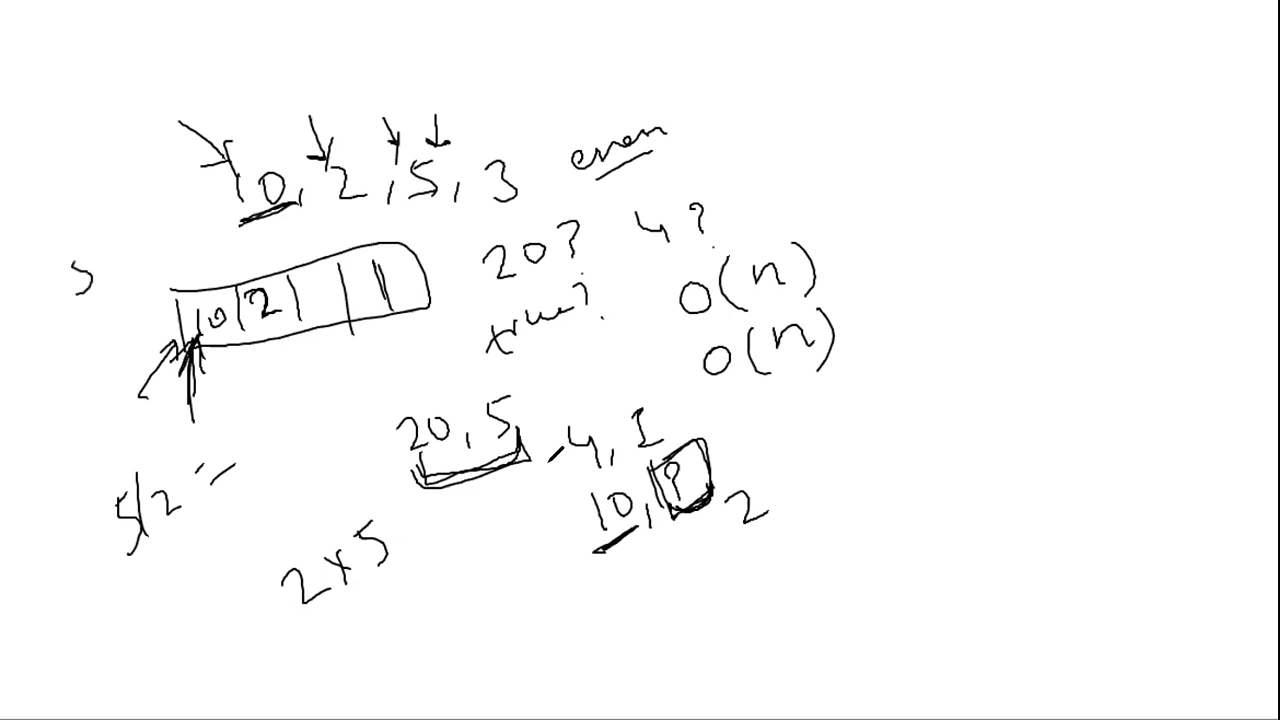 10, 2, 5, 3 even
20? 4?
10 2
true? O(n)
O(n)
20, 5, 4, 1
10, ? 2
5/2
2x5